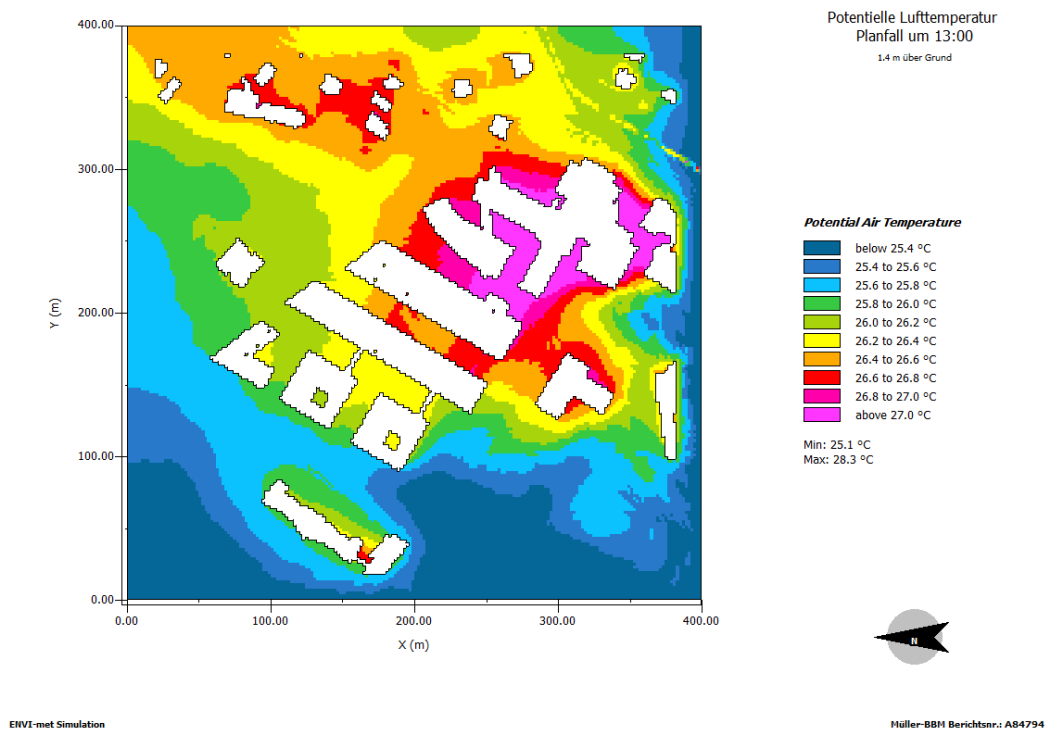 Potentielle Lufttemperatur
Planfall um 13:00
1.4 m über Grund
400.00
300.00
200.00
100.00
0.00
Y (m)
0.00 100.00 200.00 300.00 400.00
X (m)
Potential Air Temperature
below 25.4 °C
25.4 to 25.6 °C
25.6 to 25.8 °C
25.8 to 26.0 °C
26.0 to 26.2 °C
26.2 to 26.4 °C
26.4 to 26.6 °C
26.6 to 26.8 °C
26.8 to 27.0 °C
above 27.0 °C
Min: 25.1 °C
Max: 28.3 °C
N
ENVI-met Simulation
Müller-BBM Berichtsnr.: A84794